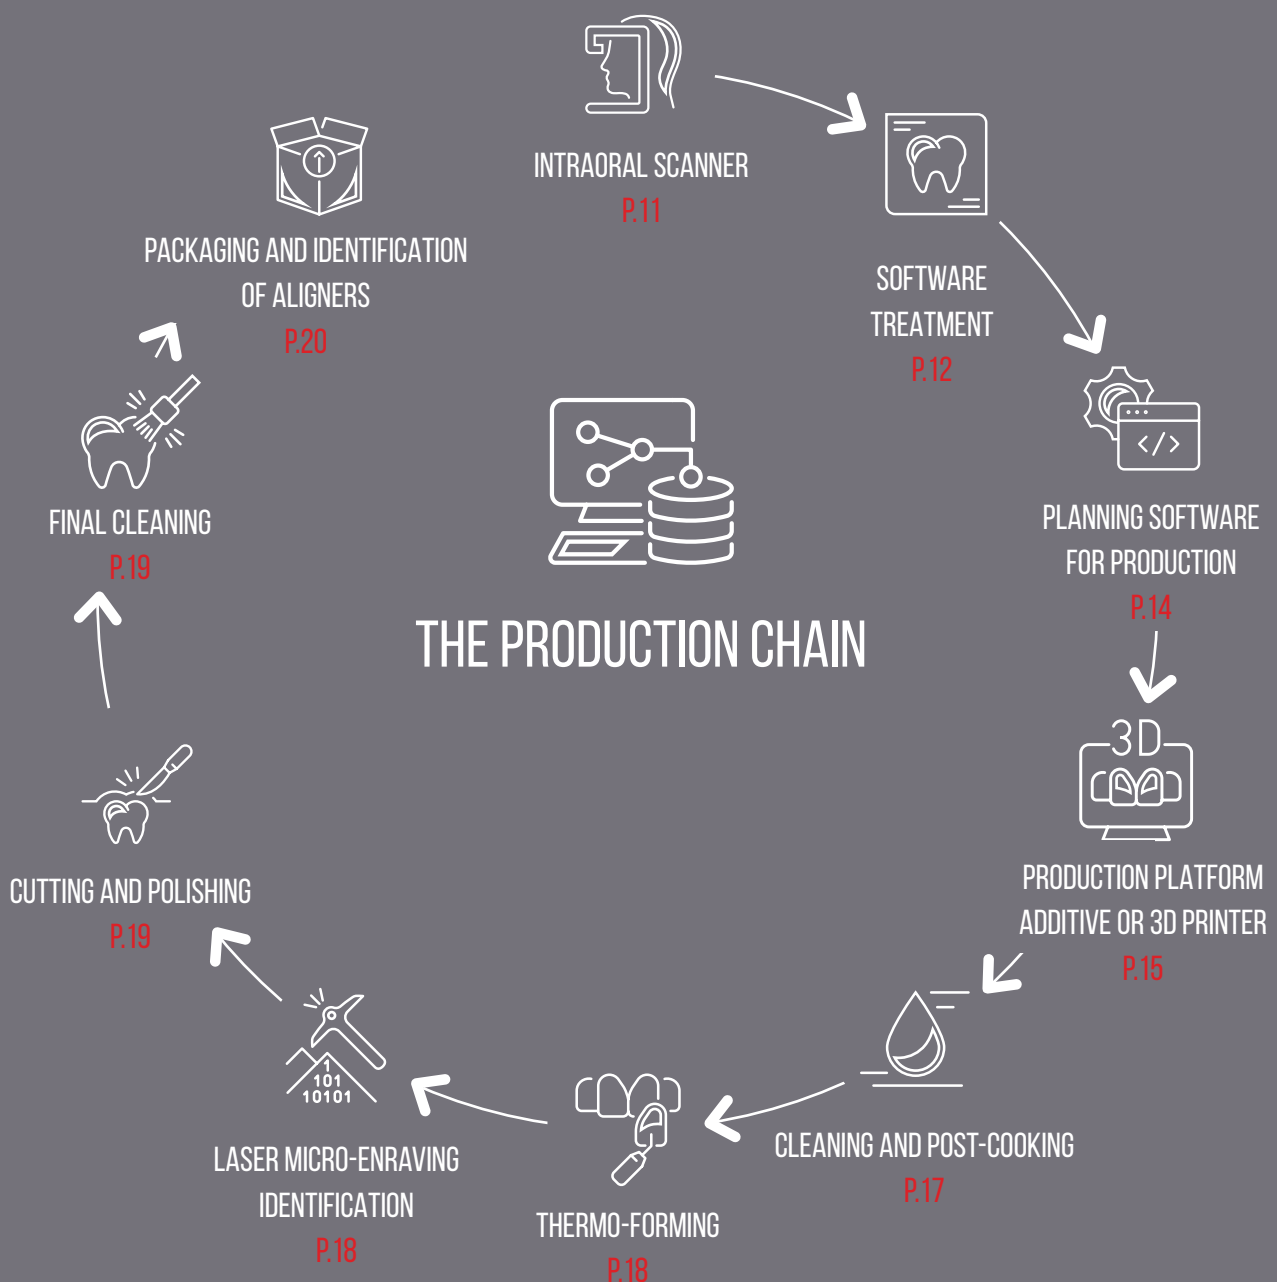 INTRAORAL SCANNER
P.11
SOFTWARE
TREATMENT
P.12
PLANNING SOFTWARE
FOR PRODUCTION
P.14
3D
PRODUCTION PLATFORM
ADDITIVE OR 3D PRINTER
P.15
CLEANING AND POST-COOKING
P.17
THERMO-FORMING
P.18
1
101
10101
LASER MICRO-ENRAVING
IDENTIFICATION
P.18
CUTTING AND POLISHING
P.19
FINAL CLEANING
P.19
PACKAGING AND IDENTIFICATION
OF ALIGNERS
P.20
THE PRODUCTION CHAIN